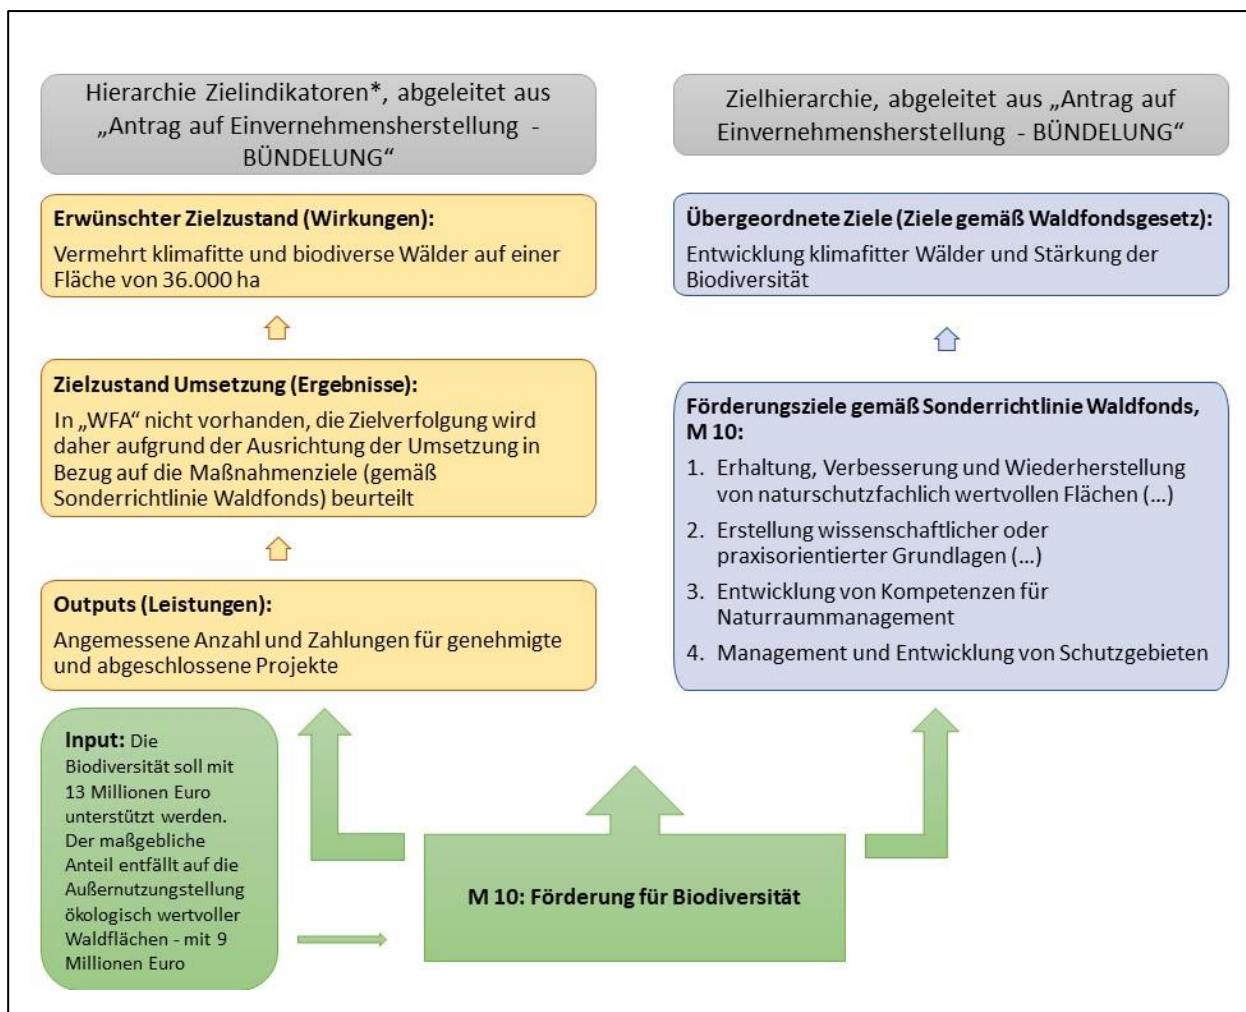 Hierarchie Zielindikatoren*, abgeleitet aus
„Antrag auf Einvernehmensherstellung -
BÜNDELUNG“
Zielhierarchie, abgeleitet aus „Antrag auf
Einvernehmensherstellung - BÜNDELUNG“
Erwünschter Zielzustand (Wirkungen):
Vermehrt klimafitte und biodiverse Wälder auf einer
Fläche von 36.000 ha
Übergeordnete Ziele (Ziele gemäß Waldfondsgesetz):
Entwicklung klimafitter Wälder und Stärkung der
Biodiversität
Zielzustand Umsetzung (Ergebnisse):
In „WFA“ nicht vorhanden, die Zielverfolgung wird
daher aufgrund der Ausrichtung der Umsetzung in
Bezug auf die Maßnahmenziele (gemäß
Sonderrichtlinie Waldfonds) beurteilt
Förderungsziele gemäß Sonderrichtlinie Waldfonds,
M 10:
1. Erhaltung, Verbesserung und Wiederherstellung
von naturschutzfachlich wertvollen Flächen (...)
2. Erstellung wissenschaftlicher oder
praxisorientierter Grundlagen (...)
3. Entwicklung von Kompetenzen für
Naturraummanagement
4. Management und Entwicklung von Schutzgebieten
Outputs (Leistungen):
Angemessene Anzahl und Zahlungen für genehmigte
und abgeschlossene Projekte
Input: Die
Biodiversität soll mit
13 Millionen Euro
unterstützt werden.
Der maßgebliche
Anteil entfällt auf die
Außernutzungstellung
ökologisch wertvoller
Waldflächen - mit 9
Millionen Euro
M 10: Förderung für Biodiversität